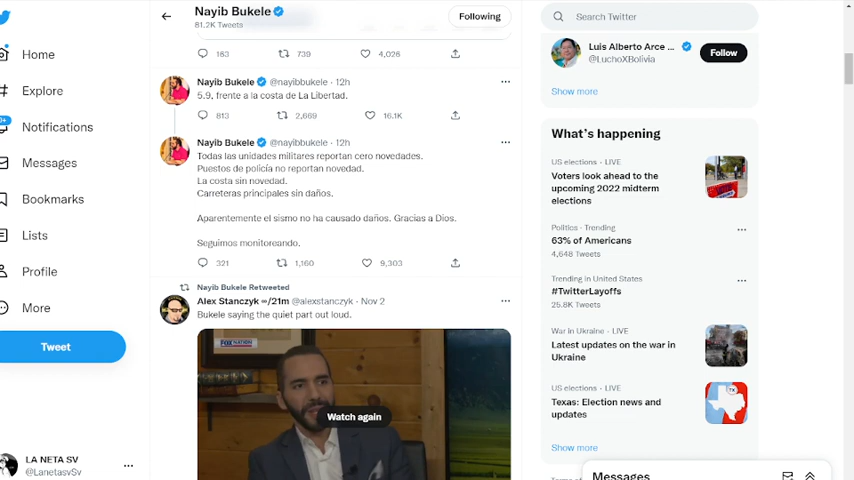 Nayib Bukele
81.2K Tweets
Following
Search Twitter
163
739
4,026
Luis Alberto Arce ...
@LuchoXBolivia
Follow
Show more
Home
Explore
Notifications
Messages
Bookmarks
Lists
Profile
More
Tweet
LA NETA SV
@LanetasvSv
Nayib Bukele @nayibbukele · 12h
5.9, frente a la costa de La Libertad.
813
2,669
16.1K
Nayib Bukele @nayibbukele · 12h
Todas las unidades militares reportan cero novedades.
Puestos de policía no reportan novedad.
La costa sin novedad.
Carreteras principales sin daños.
Aparentemente el sismo no ha causado daños. Gracias a Dios.
Seguimos monitoreando.
321
1,160
9,303
Nayib Bukele Retweeted
Alex Stanczyk ∞/21m @alexstanczyk · Nov 2
Bukele saying the quiet part out loud.
FOX NATION
Watch again
What's happening
US elections · LIVE
Voters look ahead to the
upcoming 2022 midterm
elections
Politics · Trending
63% of Americans
4,648 Tweets
Trending in United States
#TwitterLayoffs
25.8K Tweets
War in Ukraine · LIVE
Latest updates on the war in
Ukraine
US elections · LIVE
Texas: Election news and
updates
TX
Show more
Messages